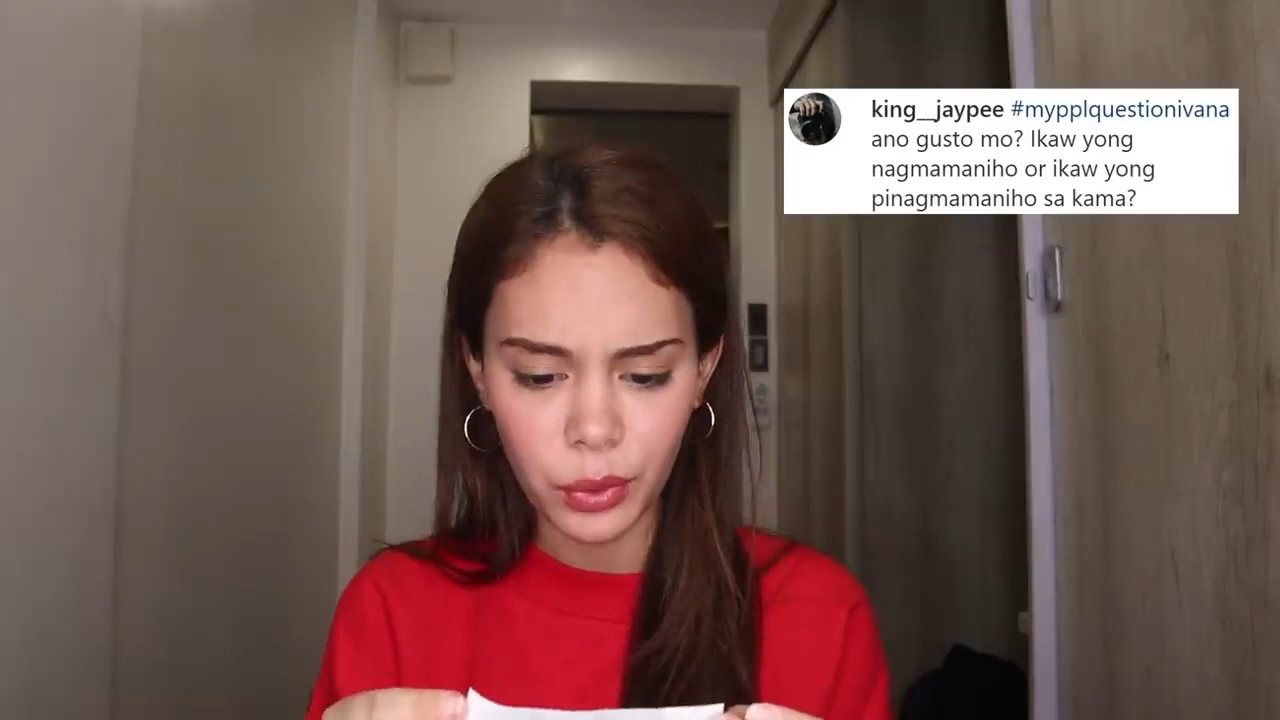 king__jaypee #mypplquestionivana
ano gusto mo? Ikaw yong
nagmamaniho or ikaw yong
pinagmamaniho sa kama?